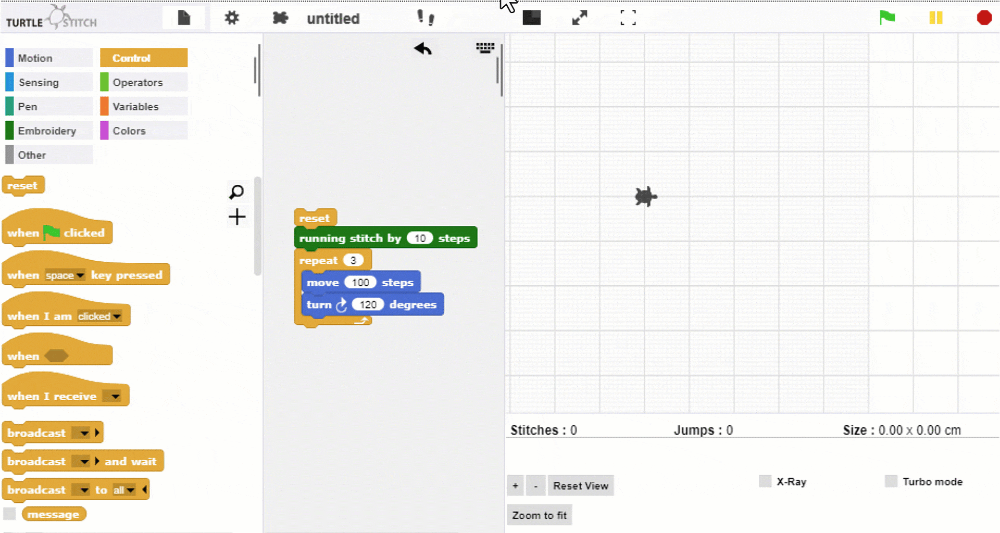 TURTLE STITCH
untitled
Motion
Control
Sensing
Operators
Pen
Variables
Embroidery
Colors
Other
reset
when clicked
when space key pressed
when I am clicked
when
when I receive
broadcast
broadcast and wait
broadcast to all
message
reset
running stitch by 10 steps
repeat 3
move 100 steps
turn 120 degrees
Stitches : 0
Jumps : 0
Size : 0.00 x 0.00 cm
+
-
Reset View
X-Ray
Turbo mode
Zoom to fit